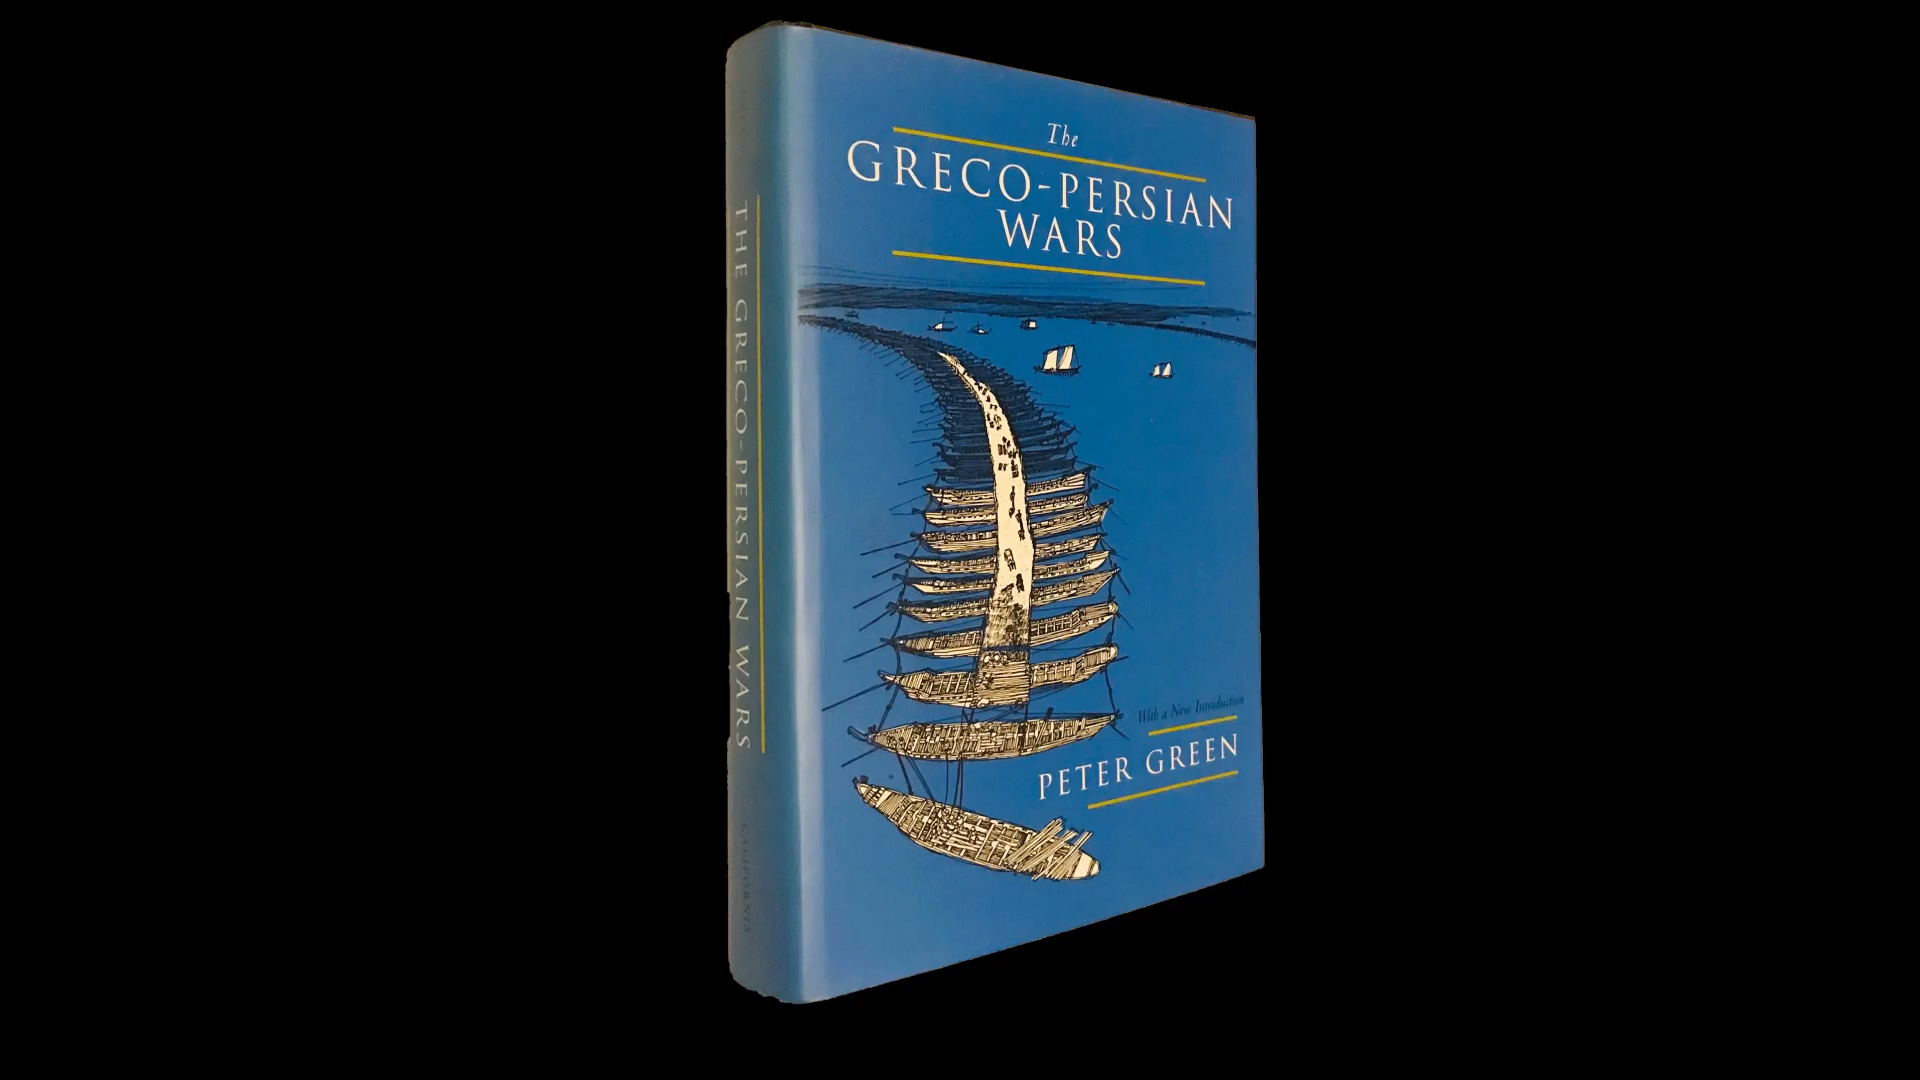 The
GRECO-PERSIAN
WARS
With a New Introduction
PETER GREEN
THE GRECO-PERSIAN WARS
CALIFORNIA